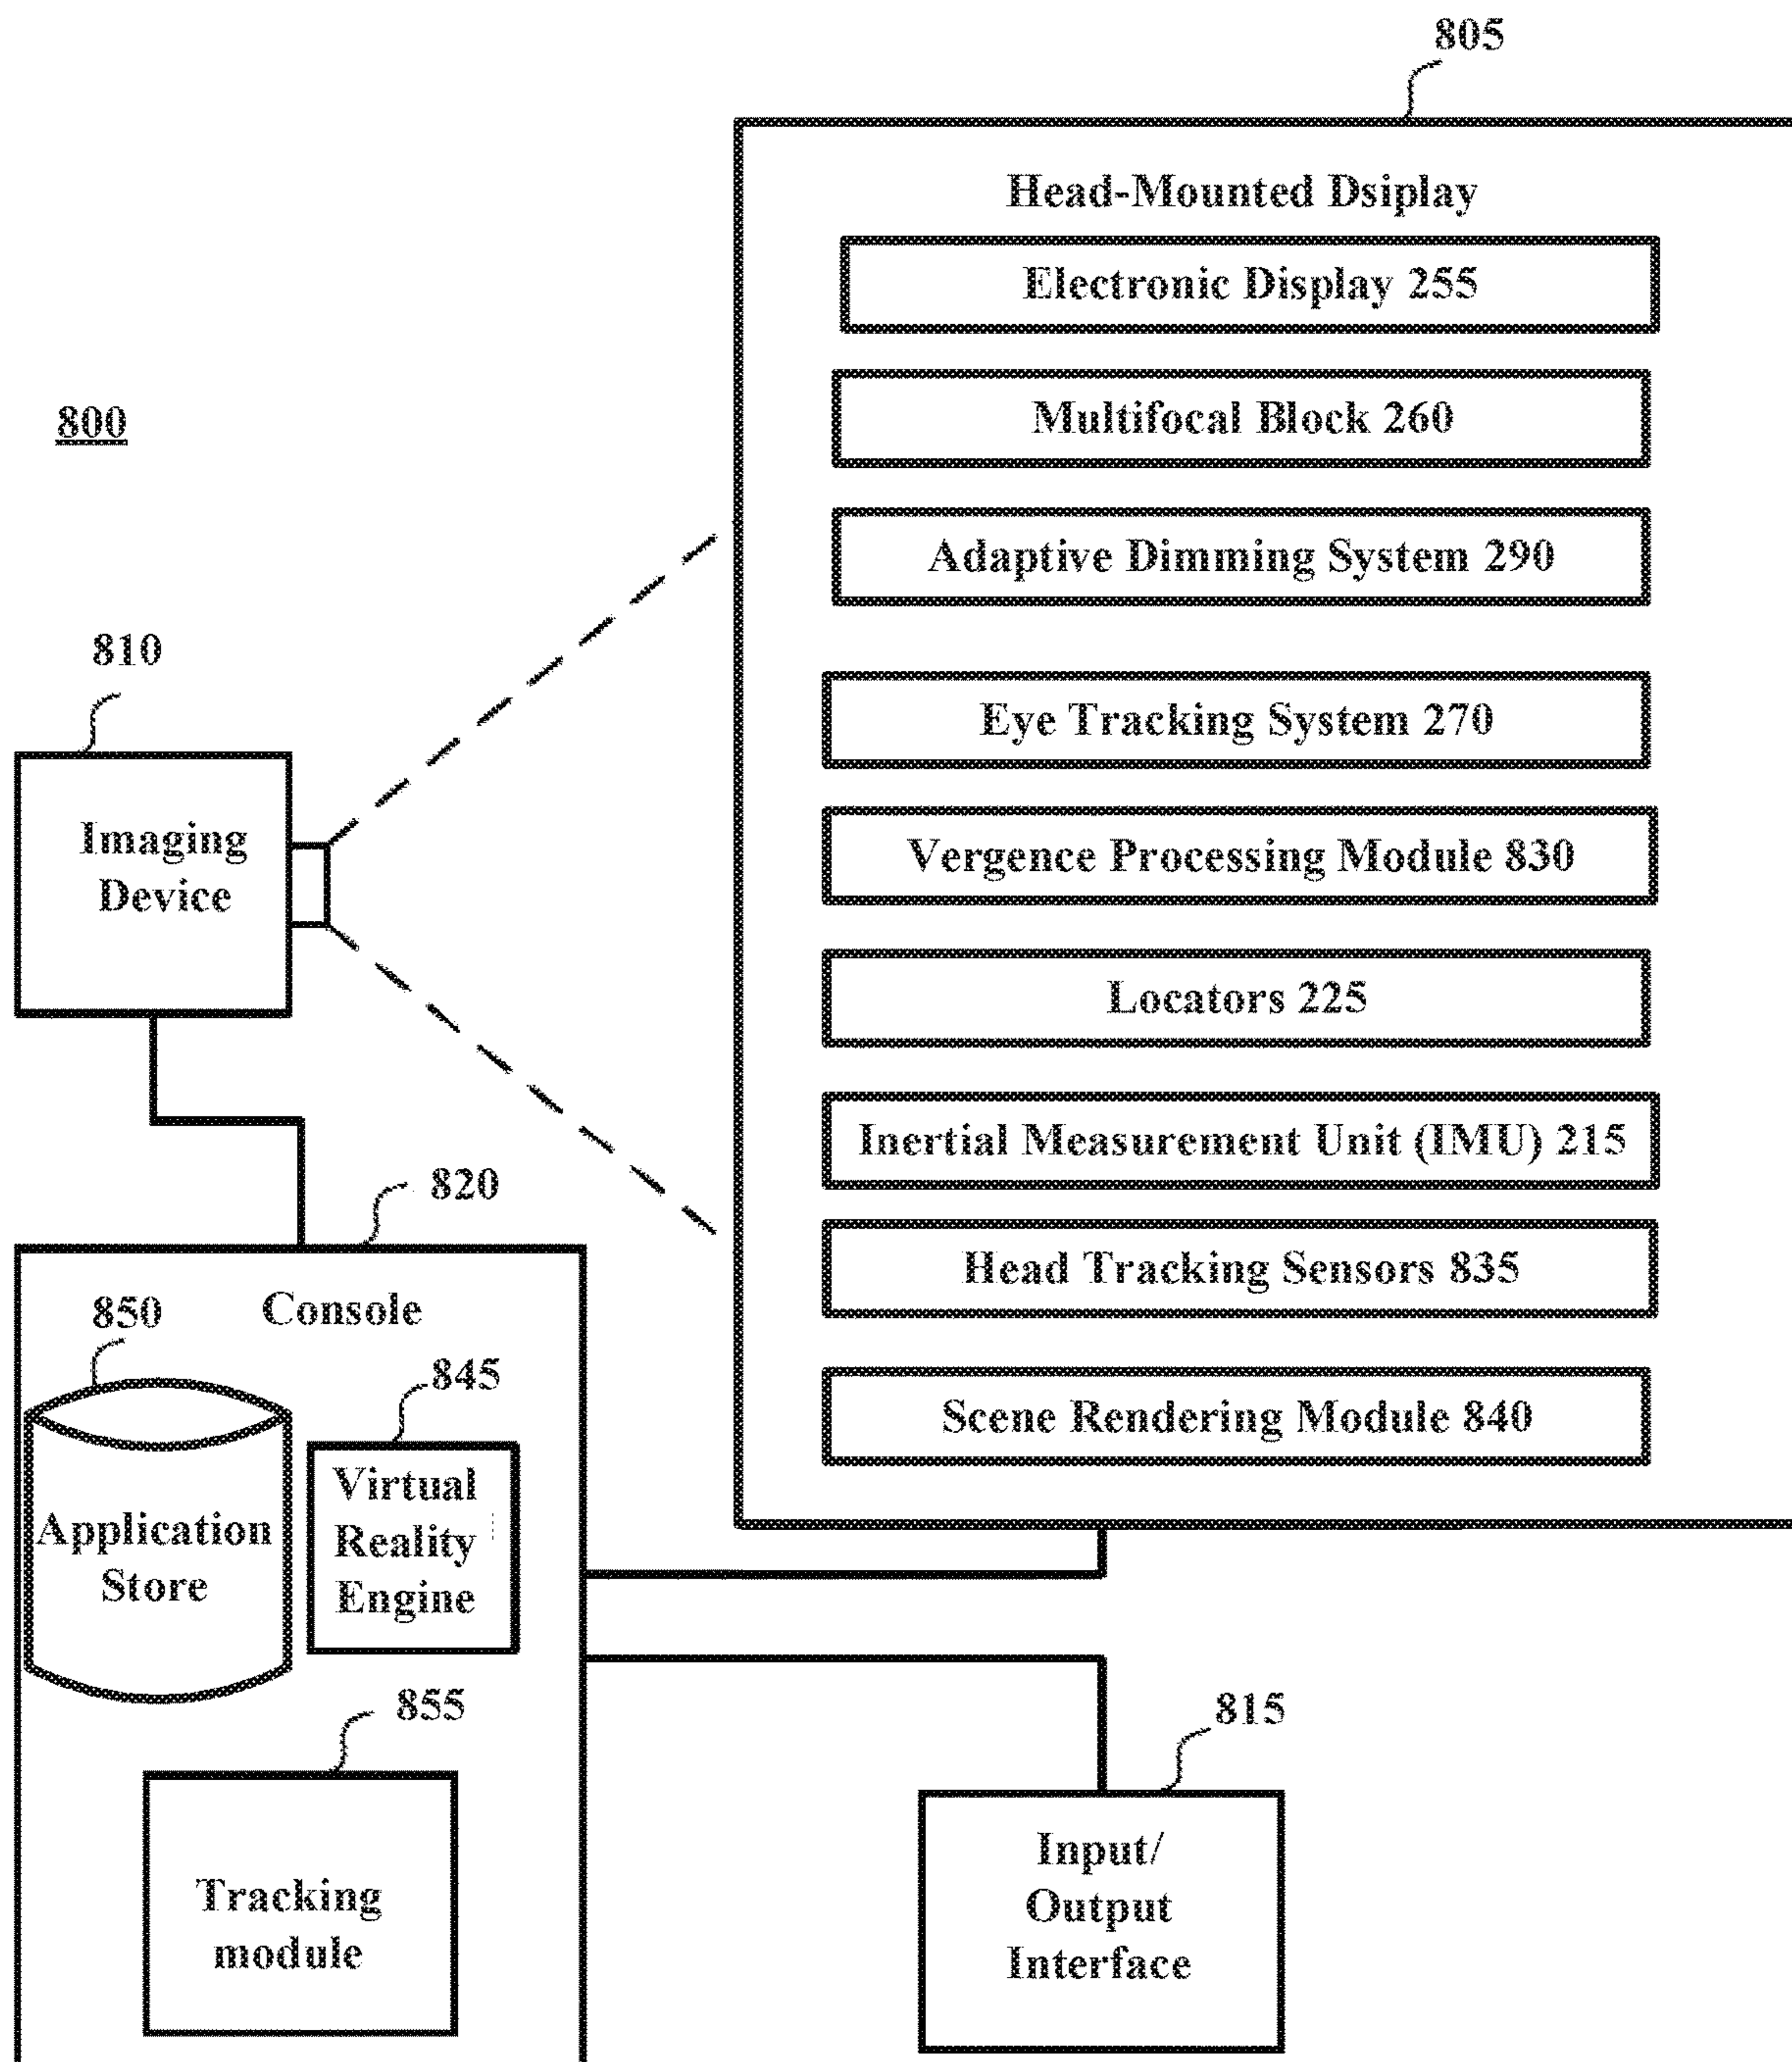 805
Head-Mounted Dsiplay
Electronic Display 255
Multifocal Block 260
800
Adaptive Dimming System 290
810
Eye Tracking System 270
Imaging
Device
Vergence Processing Module 830
Locators 225
Inertial Measurement Unit (IMU) 215
820
Head Tracking Sensors 835
Console
850
845
Scene Rendering Module 840
Virtual
Reality
Engine
Application
Store
855
815
Tracking
module
Input/
Output
Interface